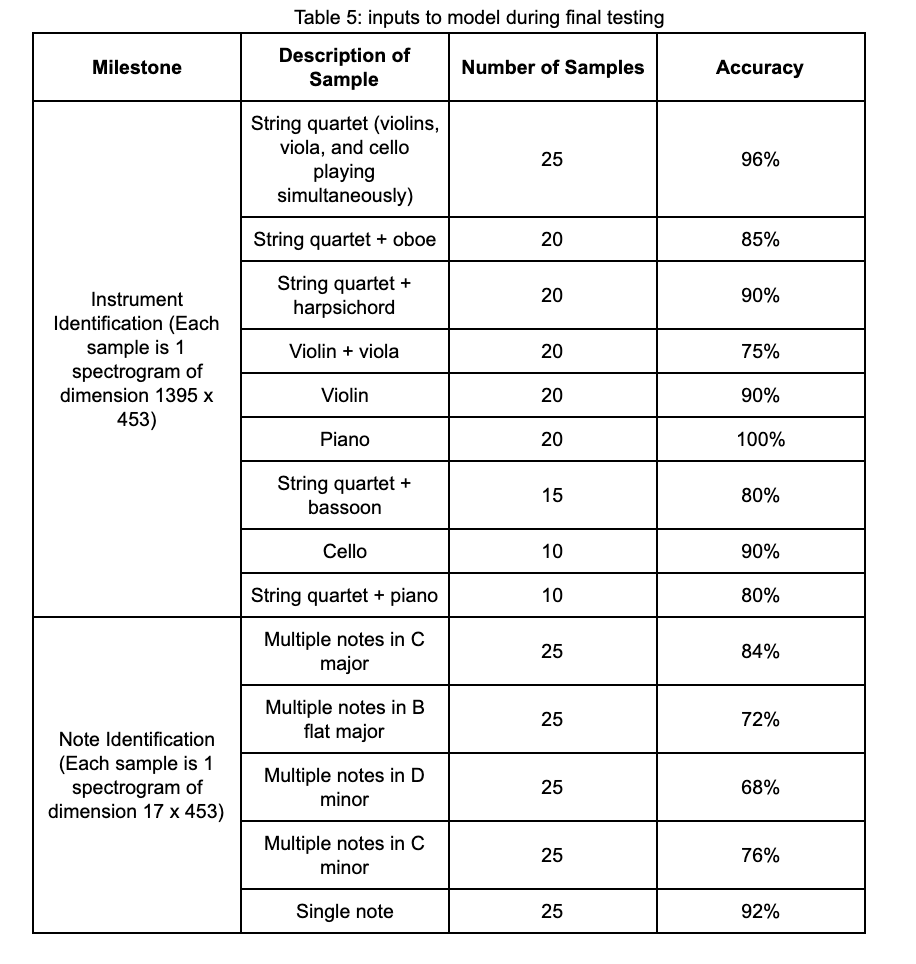 Table 5: inputs to model during final testing
Milestone
Description of
Sample
Number of Samples
Accuracy
Instrument
Identification (Each
sample is 1
spectrogram of
dimension 1395 x
453)
String quartet (violins,
viola, and cello
playing
simultaneously)
25
96%
String quartet + oboe
20
85%
String quartet +
harpsichord
20
90%
Violin + viola
20
75%
Violin
20
90%
Piano
20
100%
String quartet +
bassoon
15
80%
Cello
10
90%
String quartet + piano
10
80%
Note Identification
(Each sample is 1
spectrogram of
dimension 17 x 453)
Multiple notes in C
major
25
84%
Multiple notes in B
flat major
25
72%
Multiple notes in D
minor
25
68%
Multiple notes in C
minor
25
76%
Single note
25
92%